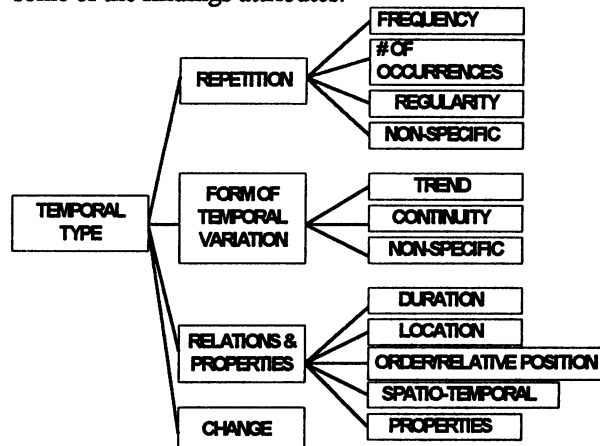 some of the findings attributes.
FREQUENCY
# OF
OCCURRENCES
REPETITION
REGULARITY
NON-SPECIFIC
TREND
FORM OF
TEMPORAL
VARIATION
CONTINUITY
NON-SPECIFIC
TEMPORAL
TYPE
DURATION
RELATIONS &
PROPERTIES
LOCATION
ORDER/RELATIVE POSITION
SPATIO-TEMPORAL
PROPERTIES
CHANGE